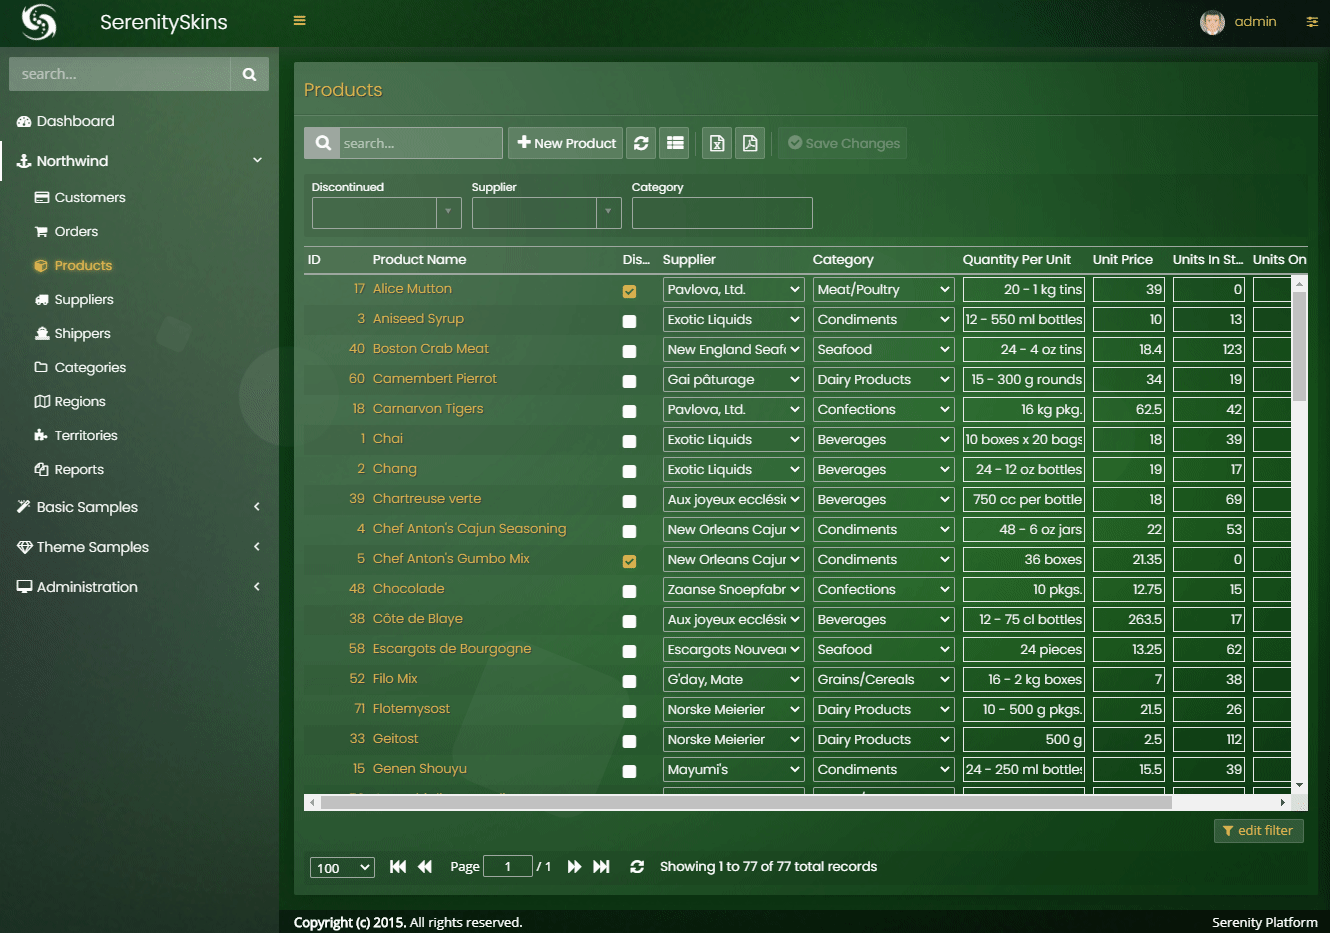 SerenitySkins
admin
search...
Dashboard
Northwind
Customers
Orders
Products
Suppliers
Shippers
Categories
Regions
Territories
Reports
Basic Samples
Theme Samples
Administration
Products
search...
New Product
Save Changes
Discontinued Supplier Category
ID Product Name Dis... Supplier Category Quantity Per Unit Unit Price Units In St... Units On
17 Alice Mutton Pavlova, Ltd. Meat/Poultry 20 - 1 kg tins 39 0
3 Aniseed Syrup Exotic Liquids Condiments 12 - 550 ml bottles 10 13
40 Boston Crab Meat New England Seaf Seafood 24 - 4 oz tins 18.4 123
60 Camembert Pierrot Gai pâturage Dairy Products 15 - 300 g rounds 34 19
18 Carnarvon Tigers Pavlova, Ltd. Confections 16 kg pkg. 62.5 42
1 Chai Exotic Liquids Beverages 10 boxes x 20 bags 18 39
2 Chang Exotic Liquids Beverages 24 - 12 oz bottles 19 17
39 Chartreuse verte Aux joyeux ecclési Beverages 750 cc per bottle 18 69
4 Chef Anton's Cajun Seasoning New Orleans Cajur Condiments 48 - 6 oz jars 22 53
5 Chef Anton's Gumbo Mix New Orleans Cajur Condiments 36 boxes 21.35 0
48 Chocolade Zaanse Snoepfabr Confections 10 pkgs. 12.75 15
38 Côte de Blaye Aux joyeux ecclési Beverages 12 - 75 cl bottles 263.5 17
58 Escargots de Bourgogne Escargots Nouveau Seafood 24 pieces 13.25 62
52 Filo Mix G'day, Mate Grains/Cereals 16 - 2 kg boxes 7 38
71 Flotemysost Norske Meierier Dairy Products 10 - 500 g pkgs. 21.5 26
33 Geitost Norske Meierier Dairy Products 500 g 2.5 112
15 Genen Shouyu Mayumi's Condiments 24 - 250 ml bottles 15.5 39
edit filter
100 Page 1 / 1 Showing 1 to 77 of 77 total records
Copyright (c) 2015. All rights reserved. Serenity Platform